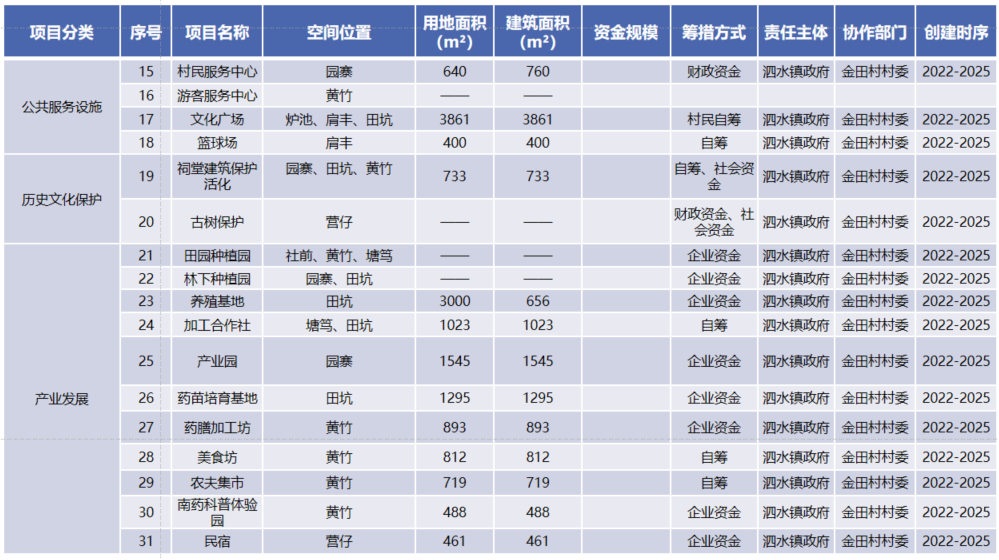 项目分类 序号 项目名称 空间位置 用地面积（m²） 建筑面积（m²） 资金规模 筹措方式 责任主体 协作部门 创建时序
公共服务设施 15 村民服务中心 园寨 640 760 财政资金 泗水镇政府 金田村村委 2022-2025
16 游客服务中心 黄竹 —— ——
17 文化广场 炉池、肩丰、田坑 3861 3861 村民自筹 泗水镇政府 金田村村委 2022-2025
18 篮球场 肩丰 400 400 自筹 泗水镇政府 金田村村委 2022-2025
历史文化保护 19 祠堂建筑保护活化 园寨、田坑、黄竹 733 733 自筹、社会资金 泗水镇政府 金田村村委 2022-2025
20 古树保护 营仔 —— —— 财政资金、社会资金 泗水镇政府 金田村村委 2022-2025
产业发展 21 田园种植园 社前、黄竹、塘笃 —— —— 企业资金 泗水镇政府 金田村村委 2022-2025
22 林下种植园 园寨、田坑 —— —— 企业资金 泗水镇政府 金田村村委 2022-2025
23 养殖基地 田坑 3000 656 企业资金 泗水镇政府 金田村村委 2022-2025
24 加工合作社 塘笃、田坑 1023 1023 自筹 泗水镇政府 金田村村委 2022-2025
25 产业园 园寨 1545 1545 企业资金 泗水镇政府 金田村村委 2022-2025
26 药苗培育基地 田坑 1295 1295 企业资金 泗水镇政府 金田村村委 2022-2025
27 药膳加工坊 黄竹 893 893 企业资金 泗水镇政府 金田村村委 2022-2025
28 美食坊 黄竹 812 812 自筹 泗水镇政府 金田村村委 2022-2025
29 农夫集市 黄竹 719 719 自筹 泗水镇政府 金田村村委 2022-2025
30 南药科普体验园 黄竹 488 488 企业资金 泗水镇政府 金田村村委 2022-2025
31 民宿 营仔 461 461 企业资金 泗水镇政府 金田村村委 2022-2025